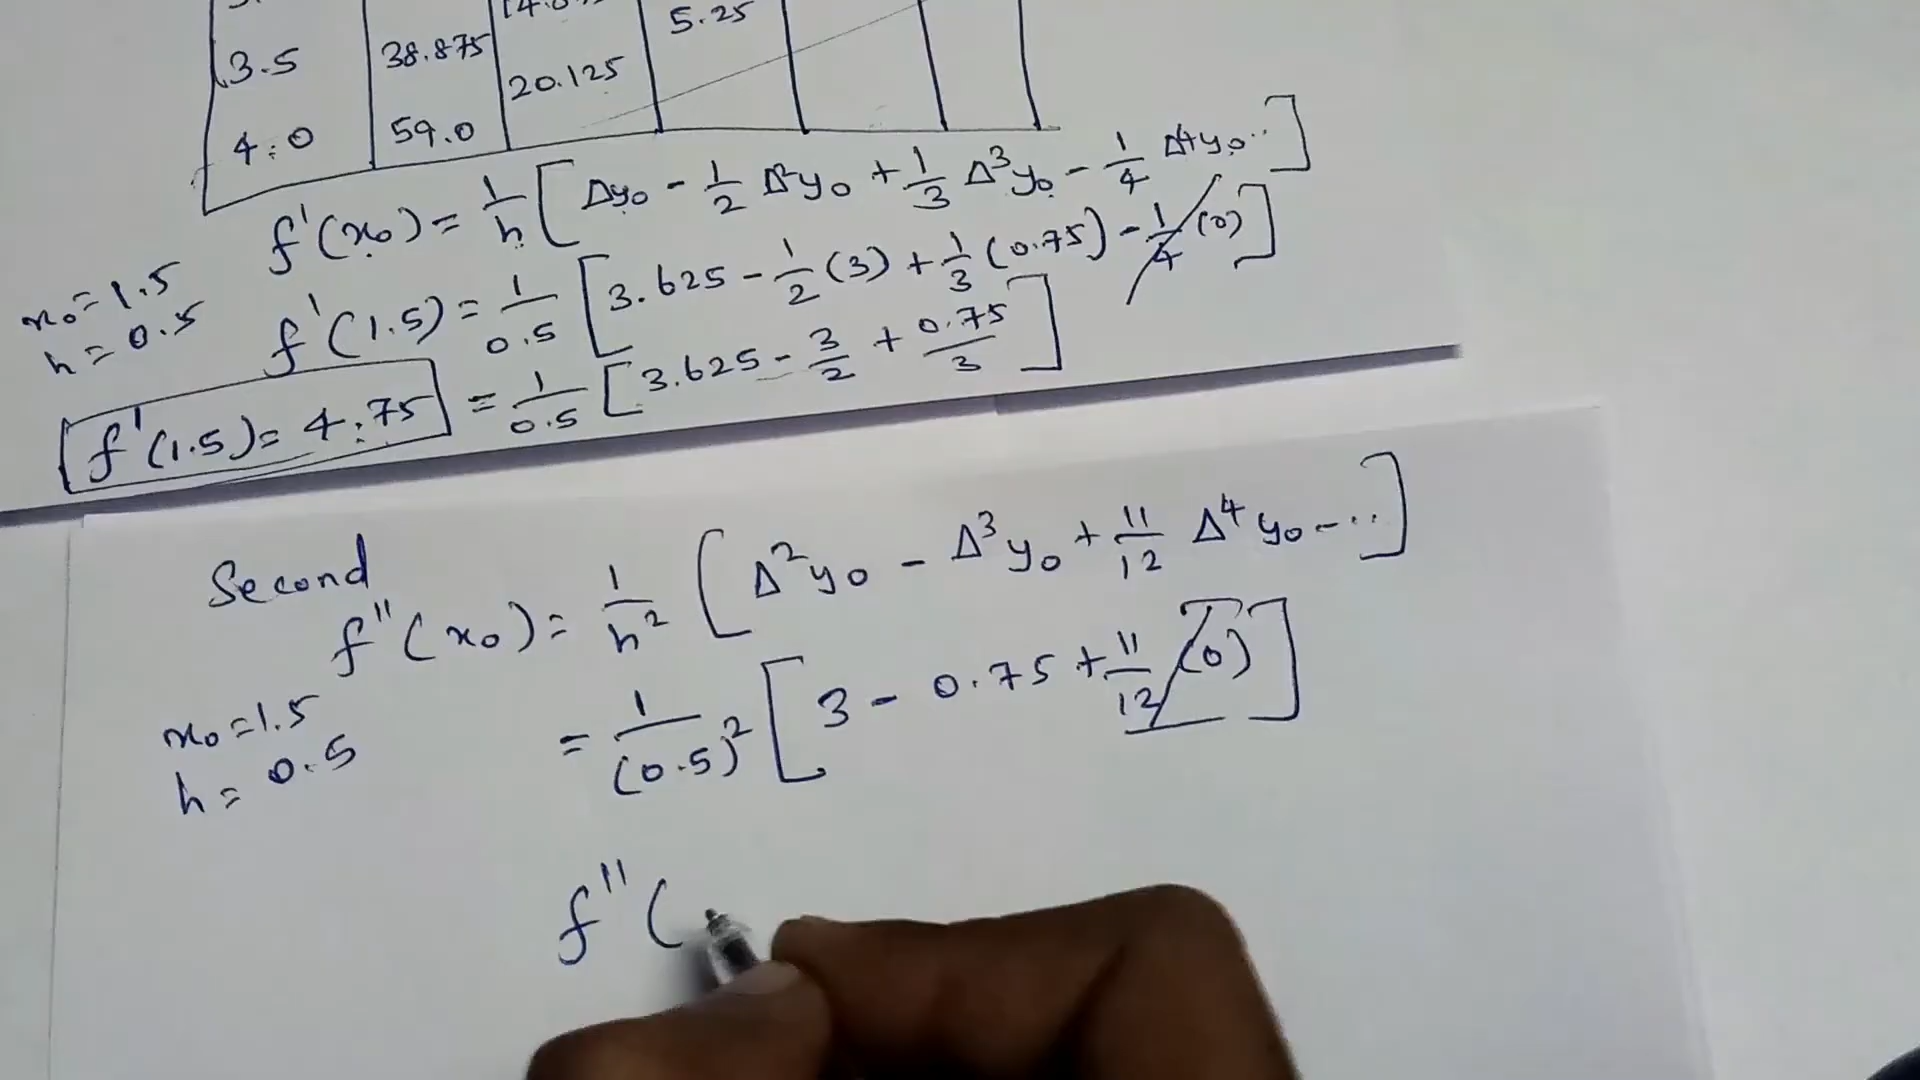 5.25
3.5 38.875
20.125
4.0 59.0
f'(x₀) = 1/h [Δy₀ - 1/2 Δ²y₀ + 1/3 Δ³y₀ - 1/4 Δ⁴y₀ ..]
x₀ = 1.5
h = 0.5
f'(1.5) = 1/0.5 [3.625 - 1/2 (3) + 1/3 (0.75) - 1/4 (0)]
= 1/0.5 [3.625 - 3/2 + 0.75/3]
f'(1.5) = 4.75
Second
f''(x₀) = 1/h² [Δ²y₀ - Δ³y₀ + 11/12 Δ⁴y₀ - ...]
x₀ = 1.5
h = 0.5
= 1/(0.5)² [3 - 0.75 + 11/12 (0)]
f''(